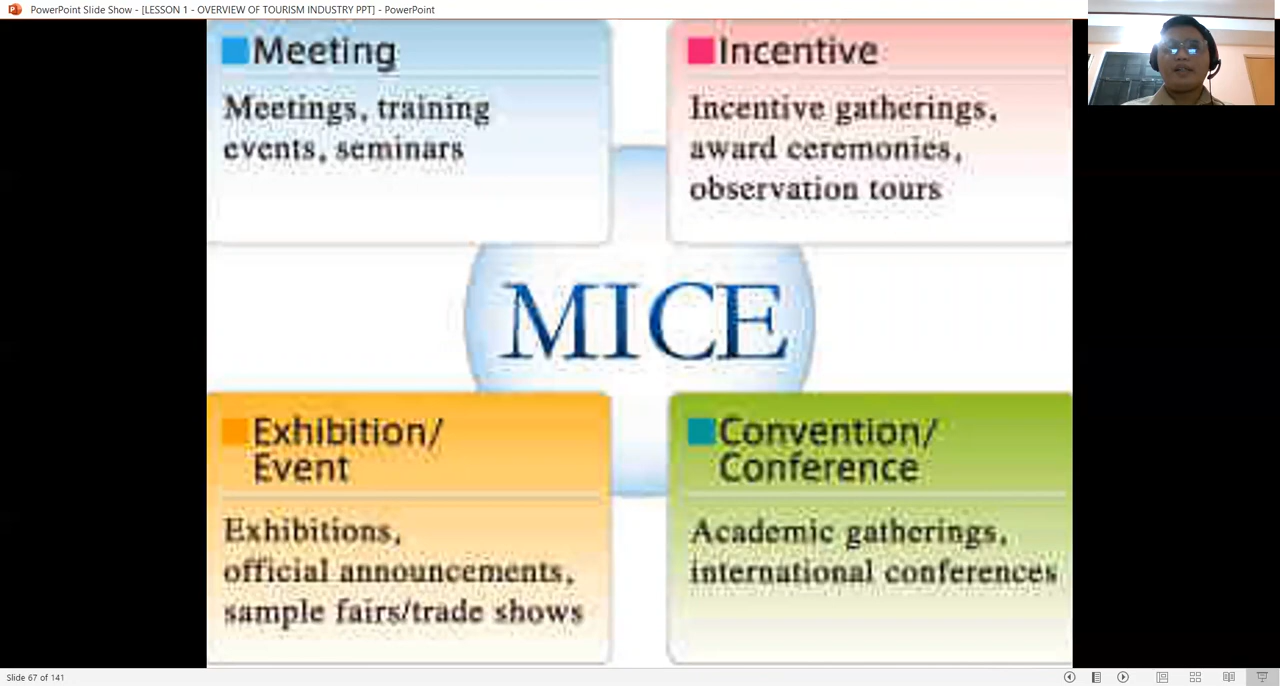 PowerPoint Slide Show - [LESSON 1 - OVERVIEW OF TOURISM INDUSTRY PPT] - PowerPoint
Meeting
Meetings, training
events, seminars
Incentive
Incentive gatherings,
award ceremonies,
observation tours
MICE
Exhibition/
Event
Exhibitions,
official announcements,
sample fairs/trade shows
Convention/
Conference
Academic gatherings,
international conferences
Slide 67 of 141